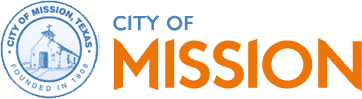 CITY OF MISSION, TEXAS
FOUNDED IN 1908
CITY OF
MISSION